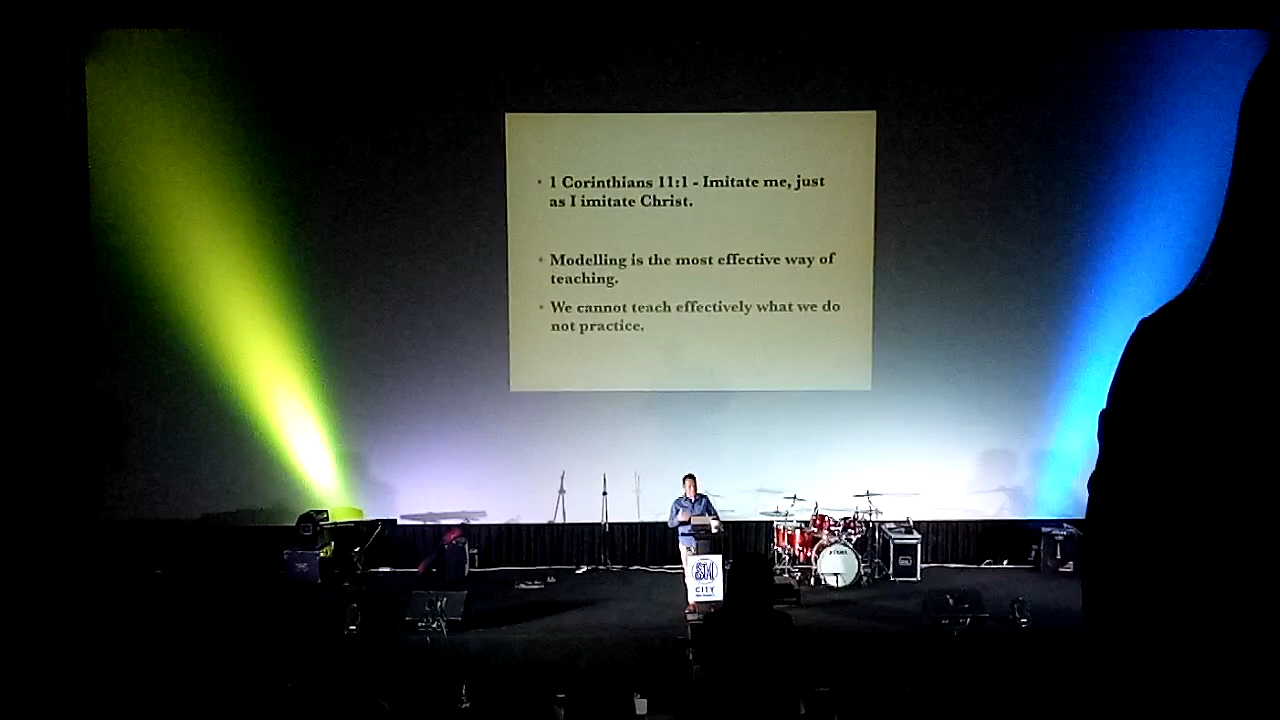 • 1 Corinthians 11:1 - Imitate me, just
as I imitate Christ.
• Modelling is the most effective way of
teaching.
• We cannot teach effectively what we do
not practice.
SM
CITY